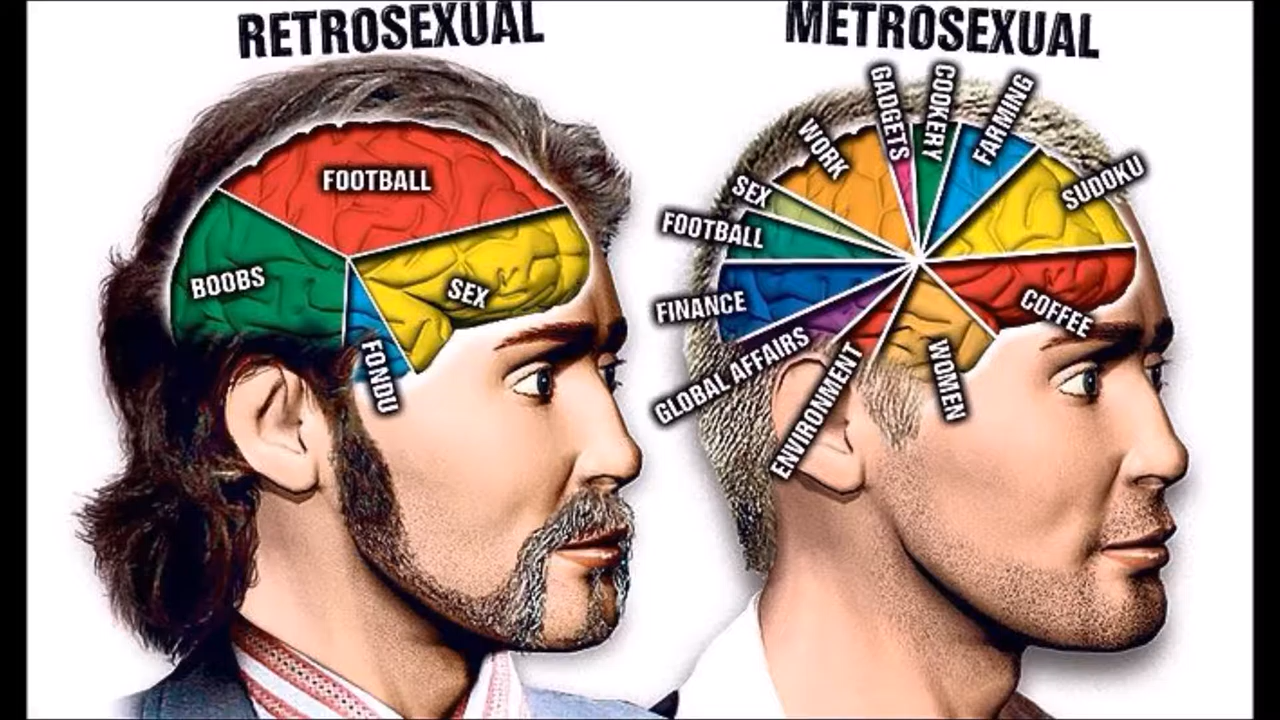 RETROSEXUAL
FOOTBALL
BOOBS
SEX
FONDU
METROSEXUAL
GADGETS
COOKERY
FARMING
WORK
SUDOKU
SEX
FOOTBALL
FINANCE
COFFEE
GLOBAL AFFAIRS
ENVIRONMENT
WOMEN